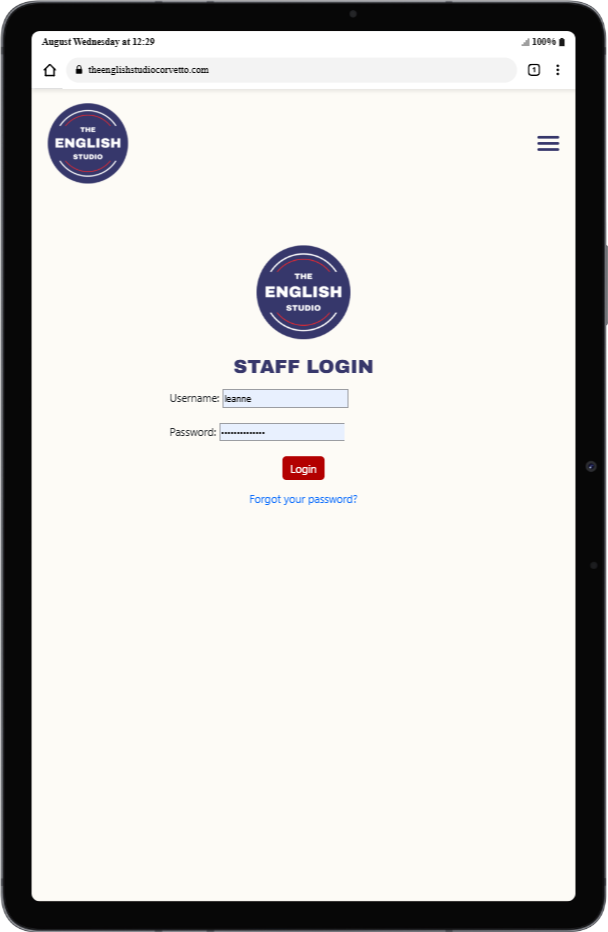 August Wednesday at 12:29
100%
theenglishstudiocorvetto.com
1
THE
ENGLISH
STUDIO
THE
ENGLISH
STUDIO
STAFF LOGIN
Username: leanne
Password: ••••••••••••••
Login
Forgot your password?